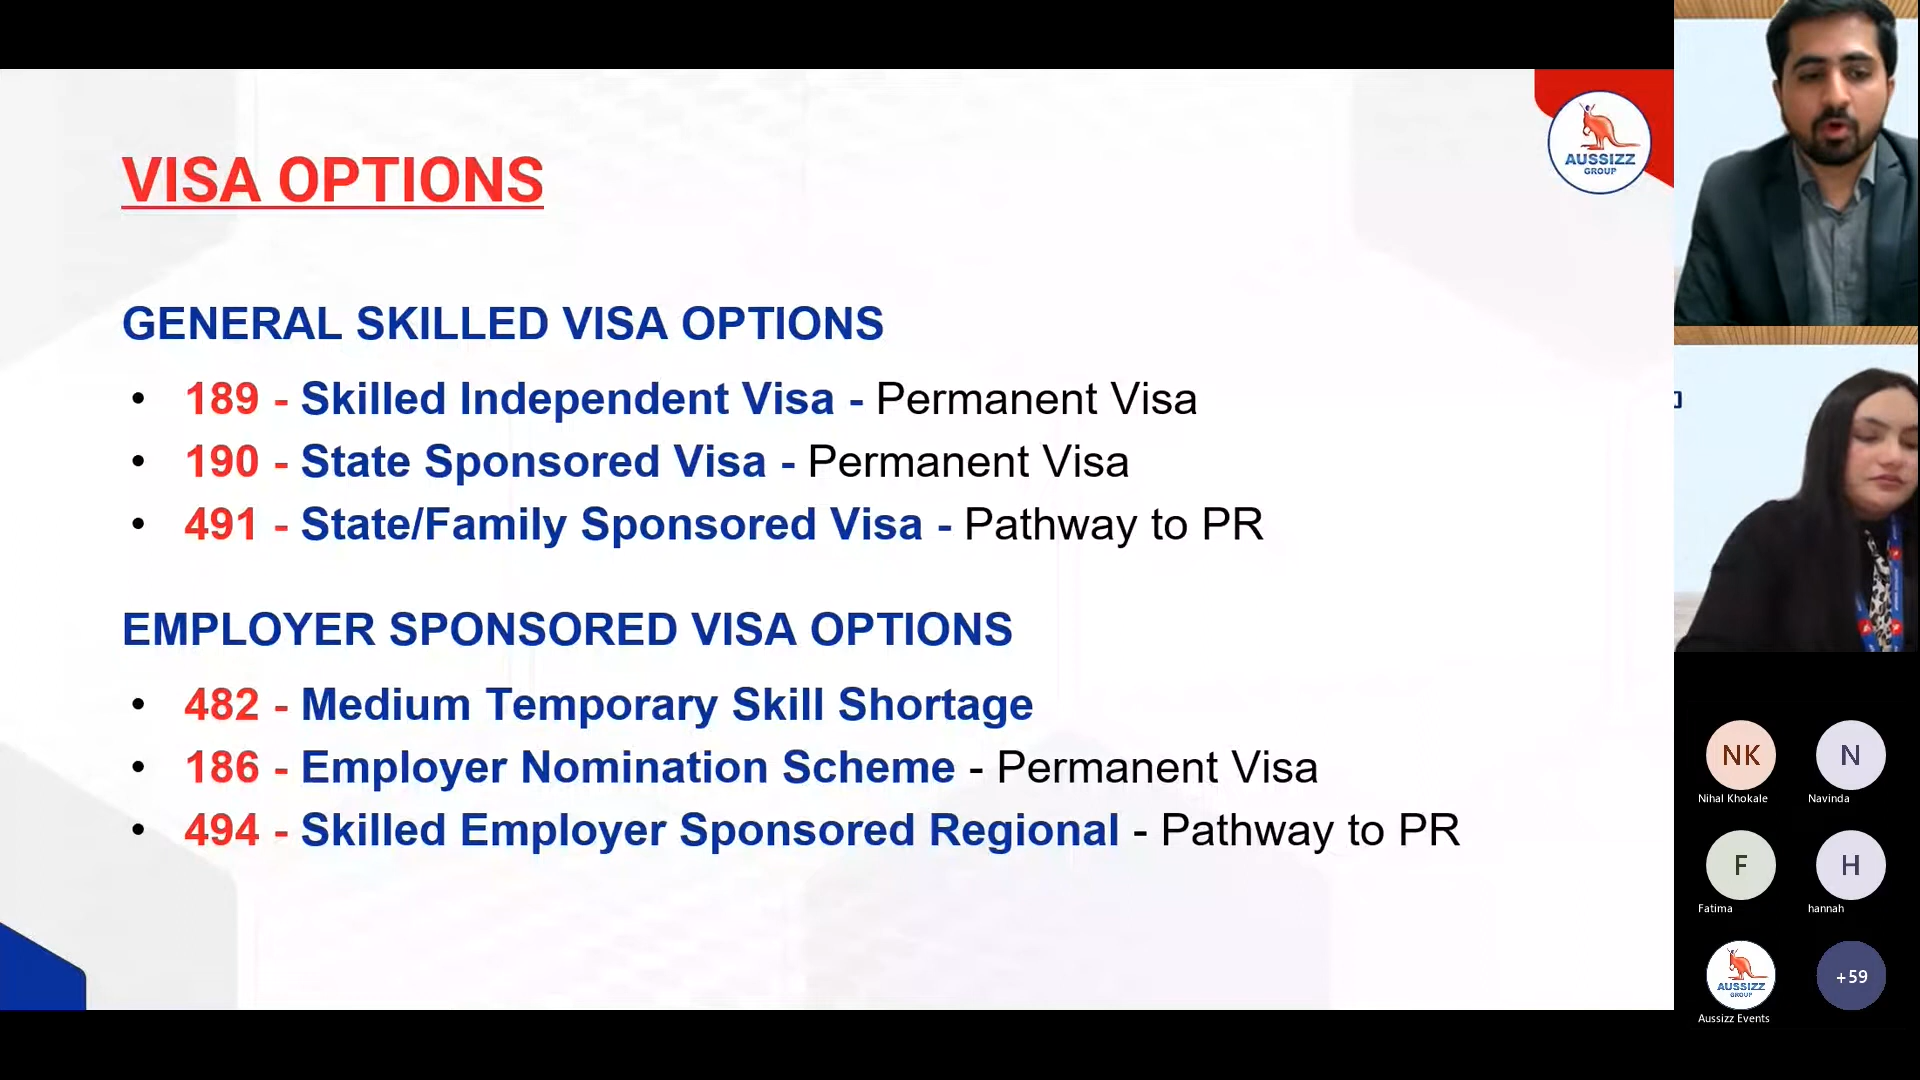 VISA OPTIONS
AUSSIZZ
GROUP
GENERAL SKILLED VISA OPTIONS
• 189 - Skilled Independent Visa - Permanent Visa
• 190 - State Sponsored Visa - Permanent Visa
• 491 - State/Family Sponsored Visa - Pathway to PR
EMPLOYER SPONSORED VISA OPTIONS
• 482 - Medium Temporary Skill Shortage
• 186 - Employer Nomination Scheme - Permanent Visa
• 494 - Skilled Employer Sponsored Regional - Pathway to PR
NK
Nihal Khokale
N
Navinda
F
Fatima
H
hannah
AUSSIZZ
GROUP
Aussizz Events
+59